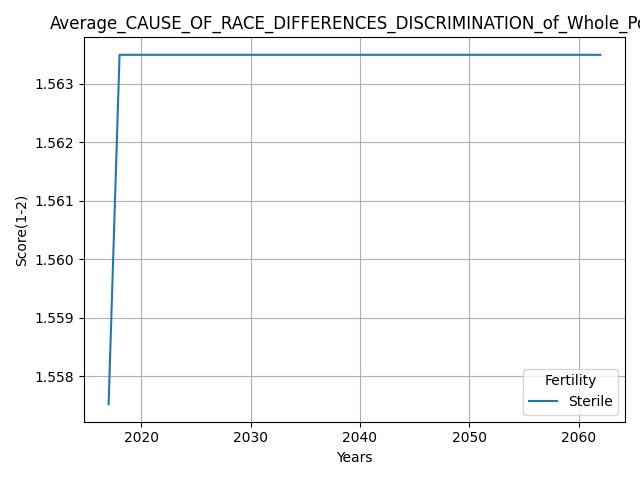 Average_CAUSE_OF_RACE_DIFFERENCES_DISCRIMINATION_of_Whole_Po
1.563
1.562
1.561
1.560
1.559
1.558
Score(1-2)
2020 2030 2040 2050 2060
Years
Fertility
Sterile